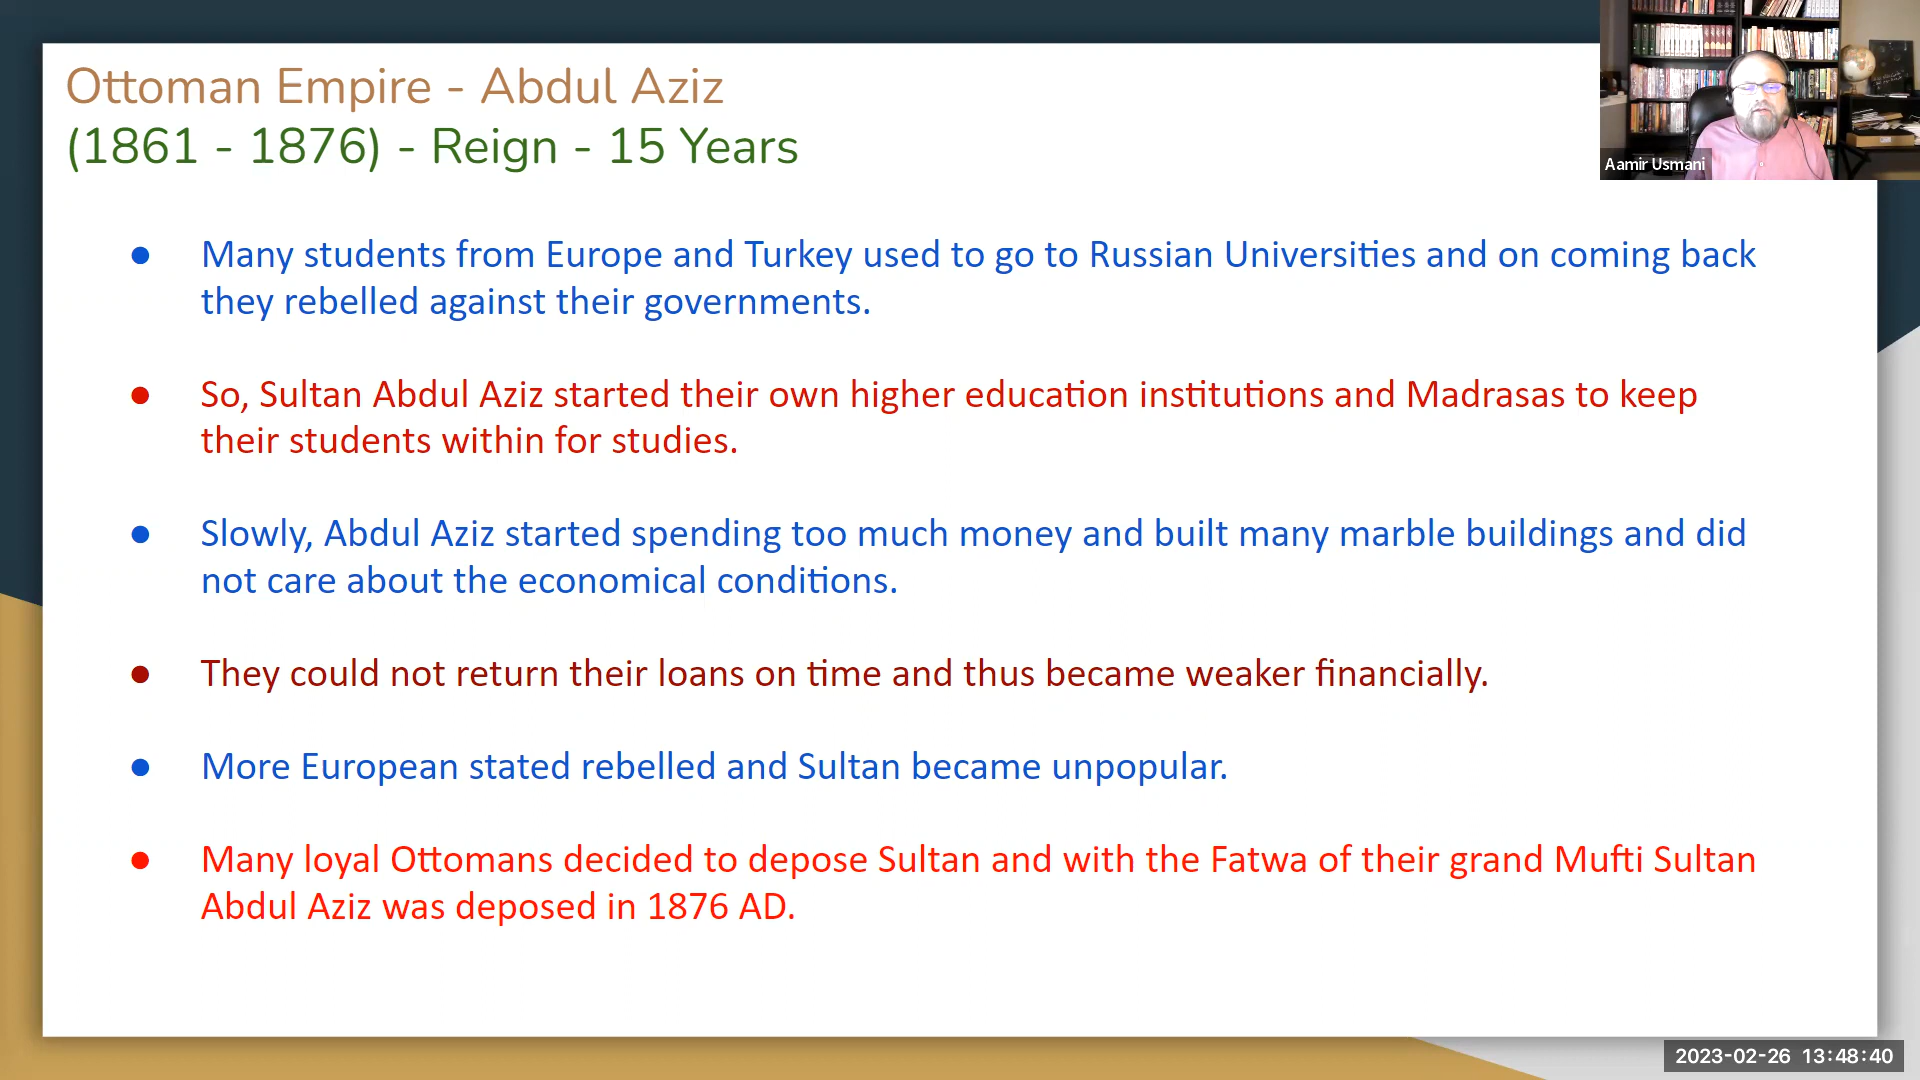 Ottoman Empire - Abdul Aziz
(1861 - 1876) - Reign - 15 Years
Aamir Usmani
● Many students from Europe and Turkey used to go to Russian Universities and on coming back
they rebelled against their governments.
● So, Sultan Abdul Aziz started their own higher education institutions and Madrasas to keep
their students within for studies.
● Slowly, Abdul Aziz started spending too much money and built many marble buildings and did
not care about the economical conditions.
● They could not return their loans on time and thus became weaker financially.
● More European stated rebelled and Sultan became unpopular.
● Many loyal Ottomans decided to depose Sultan and with the Fatwa of their grand Mufti Sultan
Abdul Aziz was deposed in 1876 AD.
2023-02-26 13:48:40